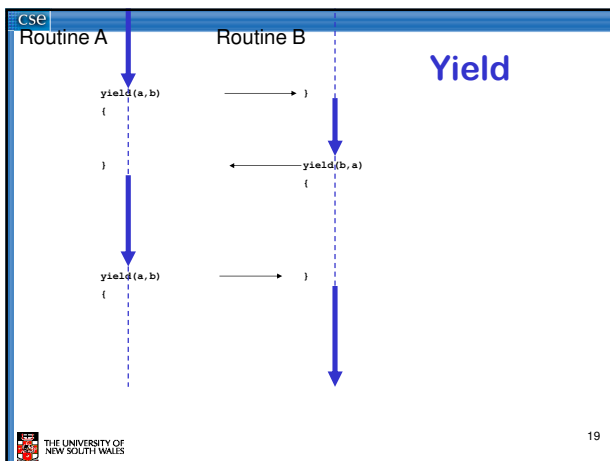 cse
Routine A Routine B
Yield
yield(a,b) }
{
} yield(b,a)
{
yield(a,b) }
{
THE UNIVERSITY OF
NEW SOUTH WALES
19